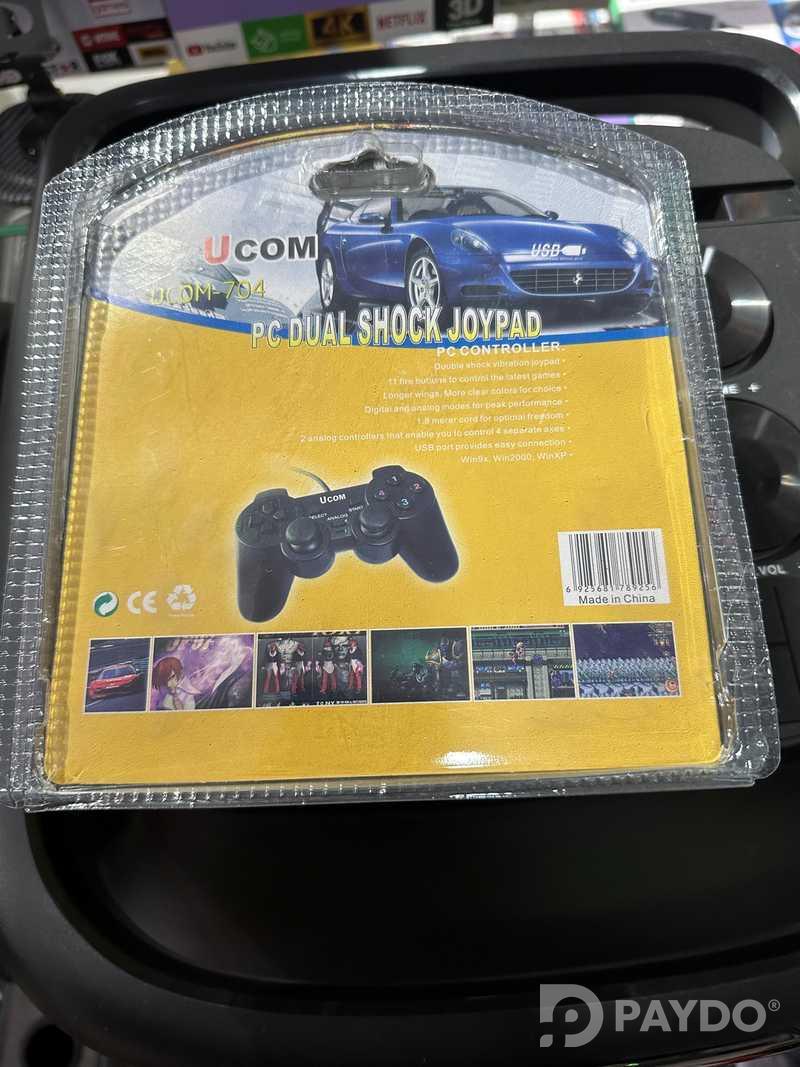 YouTube
4K
NETFLIX
3D
UCOM
USB
UCOM-704
PC DUAL SHOCK JOYPAD
PC CONTROLLER
Double shock vibration joypad •
11 fire buttons to control the latest games •
Longer wings, More clear colors for choice •
Digital and analog modes for peak performance •
1.8 meter cord for optimal freedom •
2 analog controllers that enable you to control 4 separate axes •
USB port provides easy connection •
Win9x, Win2000, WinXP •
UCOM
SELECT
ANALOG
START
1
2
3
4
CE
6 925681 789256
Made in China
VOL
PAYDO®